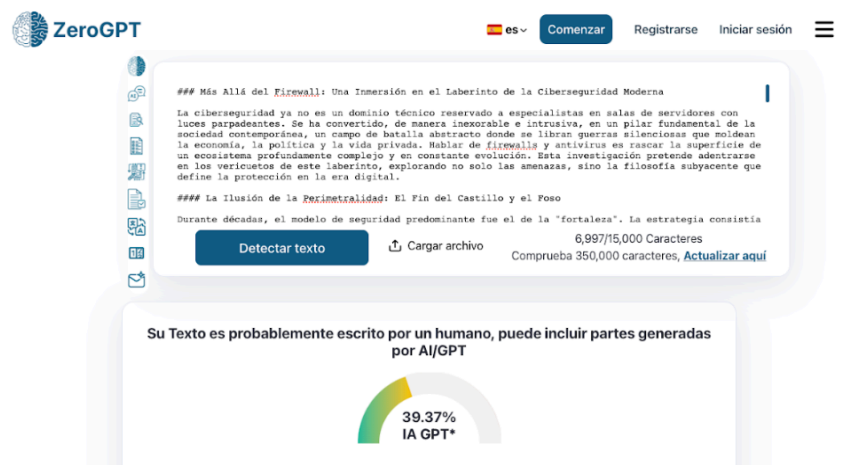 ZeroGPT
es
Comenzar
Registrarse
Iniciar sesión
### Más Allá del Firewall: Una Inmersión en el Laberinto de la Ciberseguridad Moderna
La ciberseguridad ya no es un dominio técnico reservado a especialistas en salas de servidores con
luces parpadeantes. Se ha convertido, de manera inexorable e intrusiva, en un pilar fundamental de la
sociedad contemporánea, un campo de batalla abstracto donde se libran guerras silenciosas que moldean
la economía, la política y la vida privada. Hablar de firewalls y antivirus es rascar la superficie de
un ecosistema profundamente complejo y en constante evolución. Esta investigación pretende adentrarse
en los vericuetos de este laberinto, explorando no solo las amenazas, sino la filosofía subyacente que
define la protección en la era digital.
#### La Ilusión de la Perimetralidad: El Fin del Castillo y el Foso
Durante décadas, el modelo de seguridad predominante fue el de la "fortaleza". La estrategia consistía
Detectar texto
Cargar archivo
6,997/15,000 Caracteres
Comprueba 350,000 caracteres, Actualizar aquí
Su Texto es probablemente escrito por un humano, puede incluir partes generadas
por AI/GPT
39.37%
IA GPT*